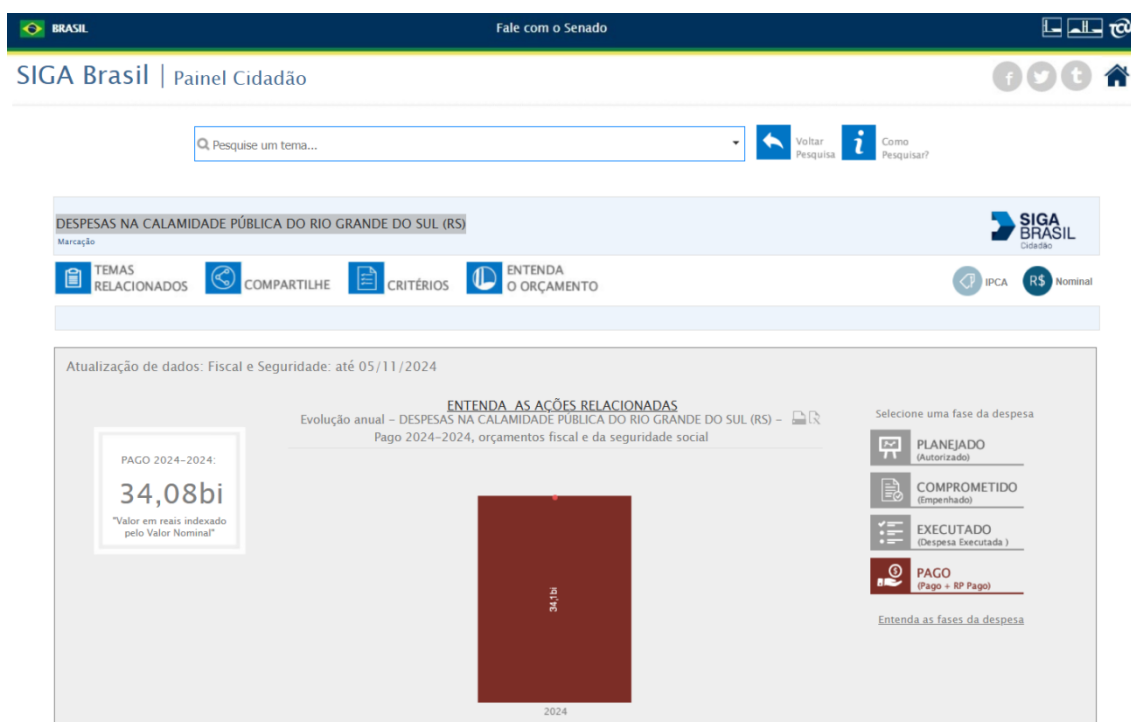 BRASIL
Fale com o Senado
SIGA Brasil | Painel Cidadão
Pesquise um tema...
Voltar
Pesquisa
Como
Pesquisar?
DESPESAS NA CALAMIDADE PÚBLICA DO RIO GRANDE DO SUL (RS)
Marcação
SIGA
BRASIL
Cidadão
TEMAS
RELACIONADOS
COMPARTILHE
CRITÉRIOS
ENTENDA
O ORÇAMENTO
IPCA
R$ Nominal
Atualização de dados: Fiscal e Seguridade: até 05/11/2024
ENTENDA AS AÇÕES RELACIONADAS
Evolução anual – DESPESAS NA CALAMIDADE PÚBLICA DO RIO GRANDE DO SUL (RS) –
Pago 2024-2024, orçamentos fiscal e da seguridade social
PAGO 2024-2024:
34,08bi
"Valor em reais indexado
pelo Valor Nominal"
34,1bi
2024
Selecione uma fase da despesa
PLANEJADO
(Autorizado)
COMPROMETIDO
(Empenhado)
EXECUTADO
(Despesa Executada )
PAGO
(Pago + RP Pago)
Entenda as fases da despesa